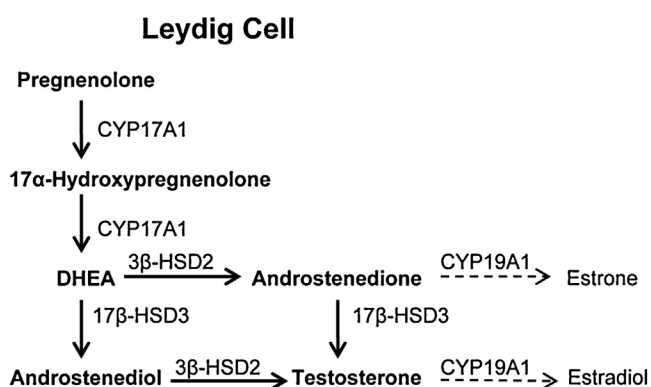 Leydig Cell
Pregnenolone
CYP17A1
17α-Hydroxypregnenolone
CYP17A1
DHEA 3β-HSD2 Androstenedione CYP19A1 Estrone
17β-HSD3 17β-HSD3
Androstenediol 3β-HSD2 Testosterone CYP19A1 Estradiol